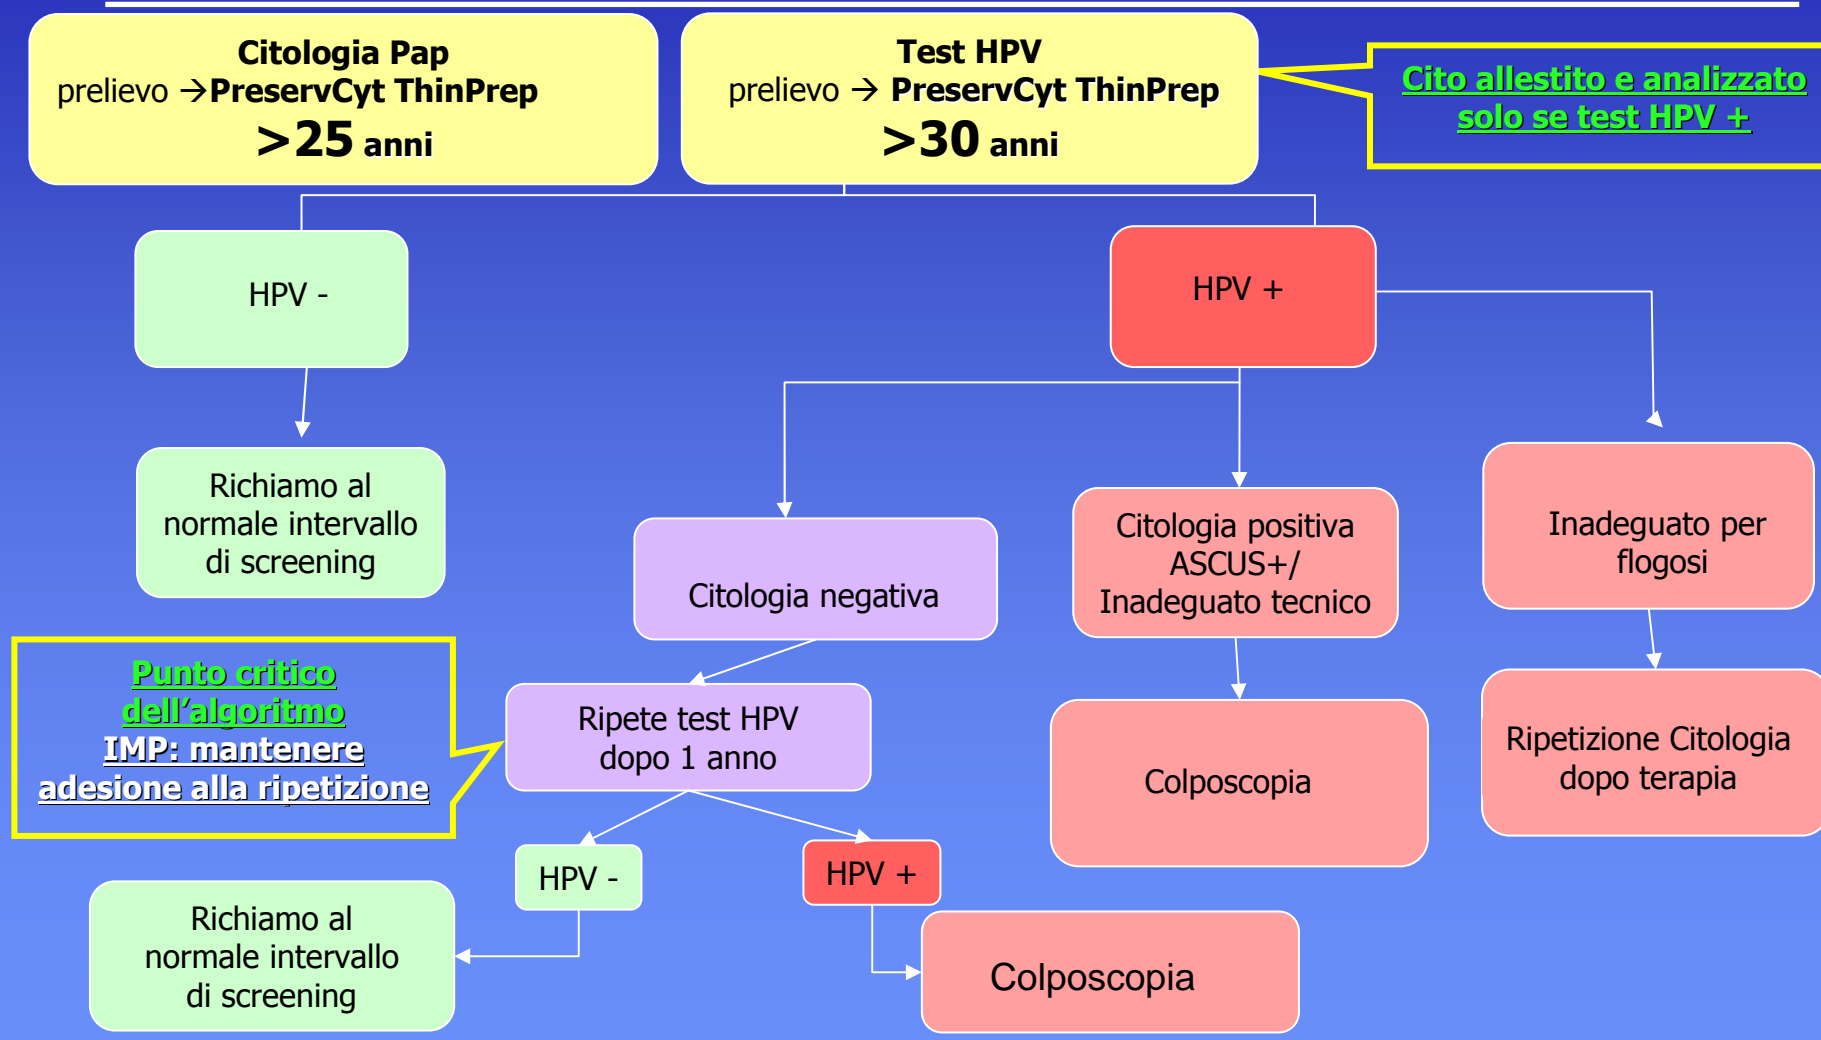 Citologia Pap
prelievo →PreservCyt ThinPrep
>25 anni
Test HPV
prelievo → PreservCyt ThinPrep
>30 anni
Cito allestito e analizzato
solo se test HPV +
HPV -
HPV +
Richiamo al
normale intervallo
di screening
Citologia negativa
Citologia positiva
ASCUS+/
Inadeguato tecnico
Inadeguato per
flogosi
Punto critico
dell’algoritmo
IMP: mantenere
adesione alla ripetizione
Ripete test HPV
dopo 1 anno
Colposcopia
Ripetizione Citologia
dopo terapia
HPV -
HPV +
Richiamo al
normale intervallo
di screening
Colposcopia